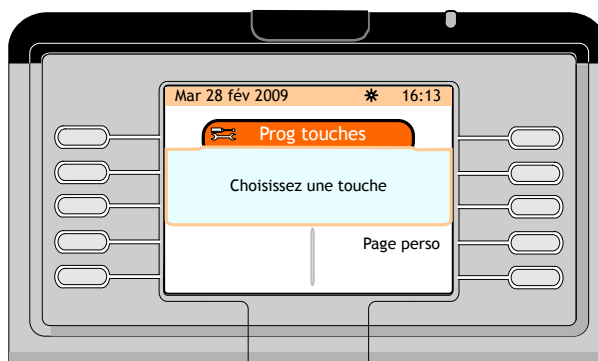 Mar 28 fév 2009 16:13
Prog touches
Choisissez une touche
Page perso